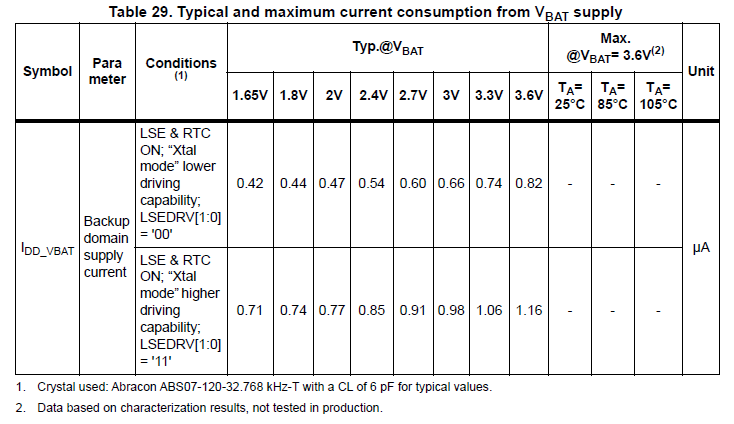 Table 29. Typical and maximum current consumption from VBAT supply
Symbol
Para
meter
Conditions
(1)
Typ.@VBAT
Max.
@VBAT= 3.6V(2)
Unit
1.65V 1.8V 2V 2.4V 2.7V 3V 3.3V 3.6V
TA=
25°C
TA=
85°C
TA=
105°C
IDD_VBAT
Backup
domain
supply
current
LSE & RTC
ON; “Xtal
mode” lower
driving
capability;
LSEDRV[1:0]
= '00'
0.42 0.44 0.47 0.54 0.60 0.66 0.74 0.82 - - -
LSE & RTC
ON; “Xtal
mode” higher
driving
capability;
LSEDRV[1:0]
= '11'
0.71 0.74 0.77 0.85 0.91 0.98 1.06 1.16 - - -
µA
1. Crystal used: Abracon ABS07-120-32.768 kHz-T with a CL of 6 pF for typical values.
2. Data based on characterization results, not tested in production.